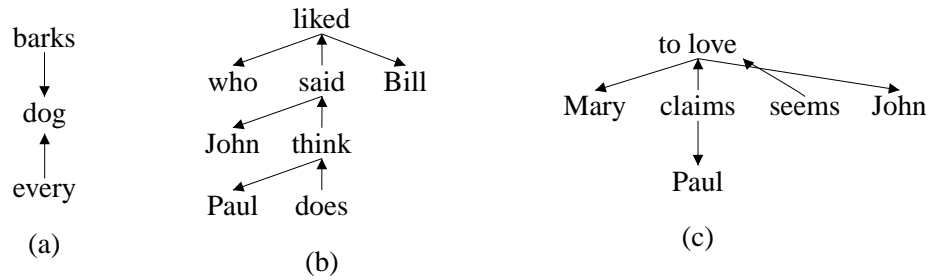 barks
dog
every
(a)
liked
who said Bill
John think
Paul does
(b)
to love
Mary claims seems John
Paul
(c)